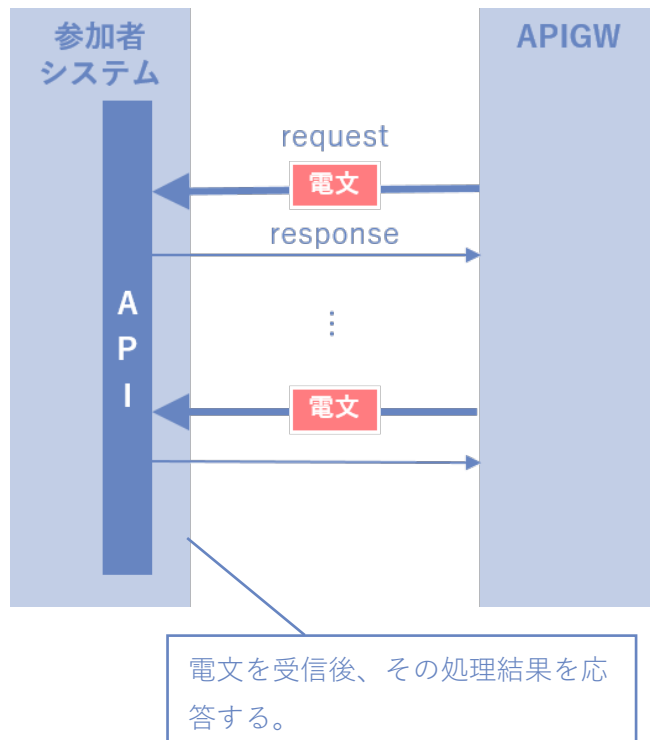 参加者
システム
APIGW
request
電文
response
A
P
I
⋮
電文
電文を受信後、その処理結果を応
答する。